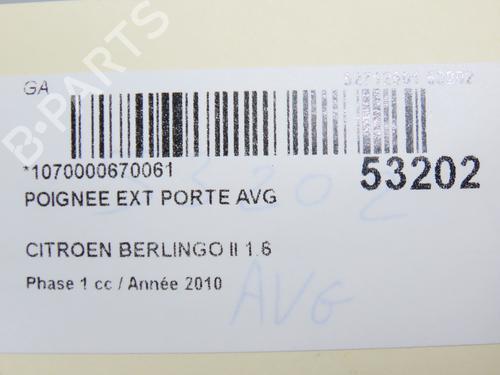 GA
B-PARTS
*1070000670061
53202
POIGNEE EXT PORTE AVG
CITROEN BERLINGO II 1.6
Phase 1 cc / Année 2010
AVG